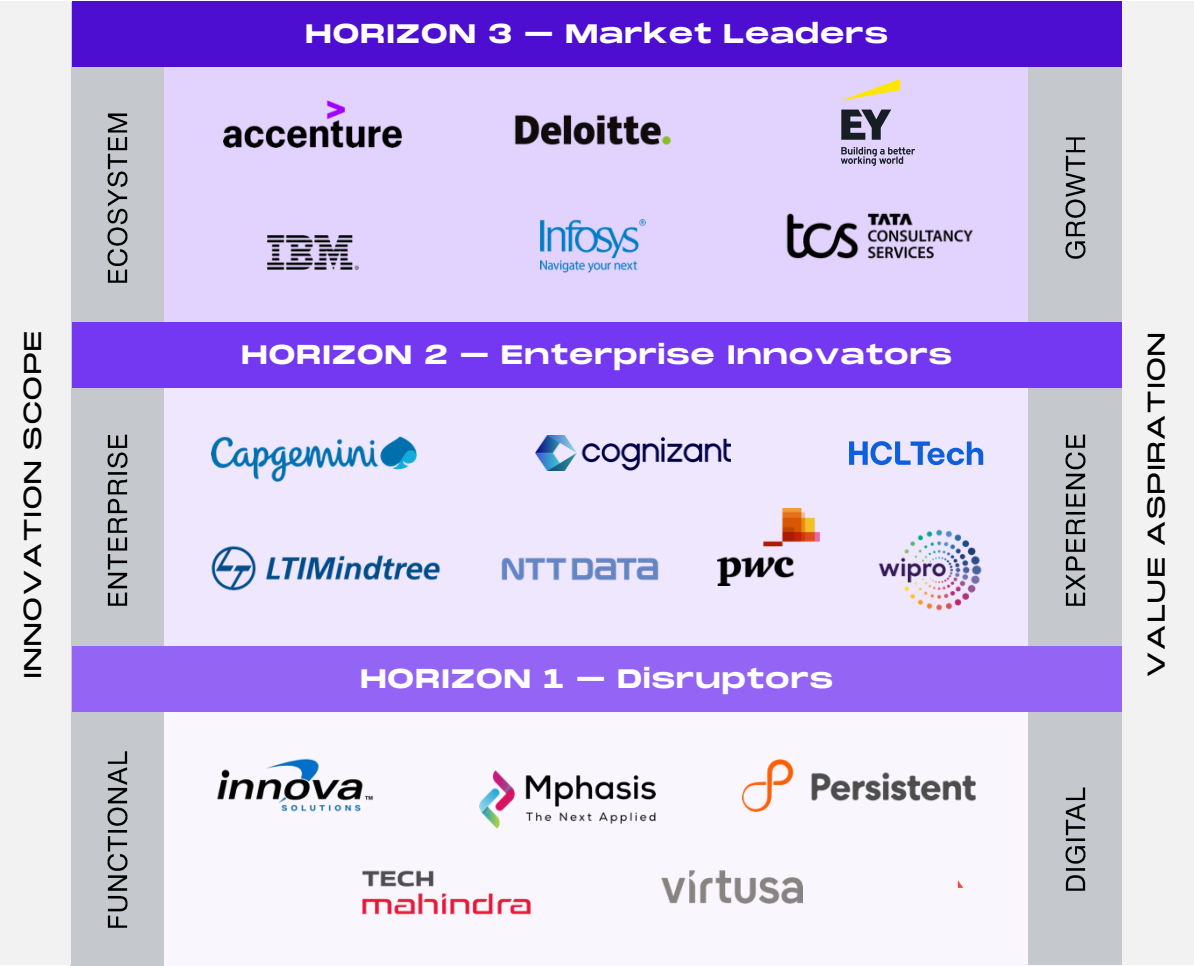 HORIZON 3 — Market Leaders
INNOVATION SCOPE
VALUE ASPIRATION
ECOSYSTEM
GROWTH
accenture
>
Deloitte.
EY
Building a better
working world
IBM®
Infosys®
Navigate your next
tcs TATA
CONSULTANCY
SERVICES
HORIZON 2 — Enterprise Innovators
ENTERPRISE
EXPERIENCE
Capgemini
cognizant
HCLTech
LT LTIMindtree
NTT DATA
pwc
wipro
HORIZON 1 — Disruptors
FUNCTIONAL
DIGITAL
innova™
SOLUTIONS
Mphasis
The Next Applied
Persistent
TECH
mahindra
virtusa